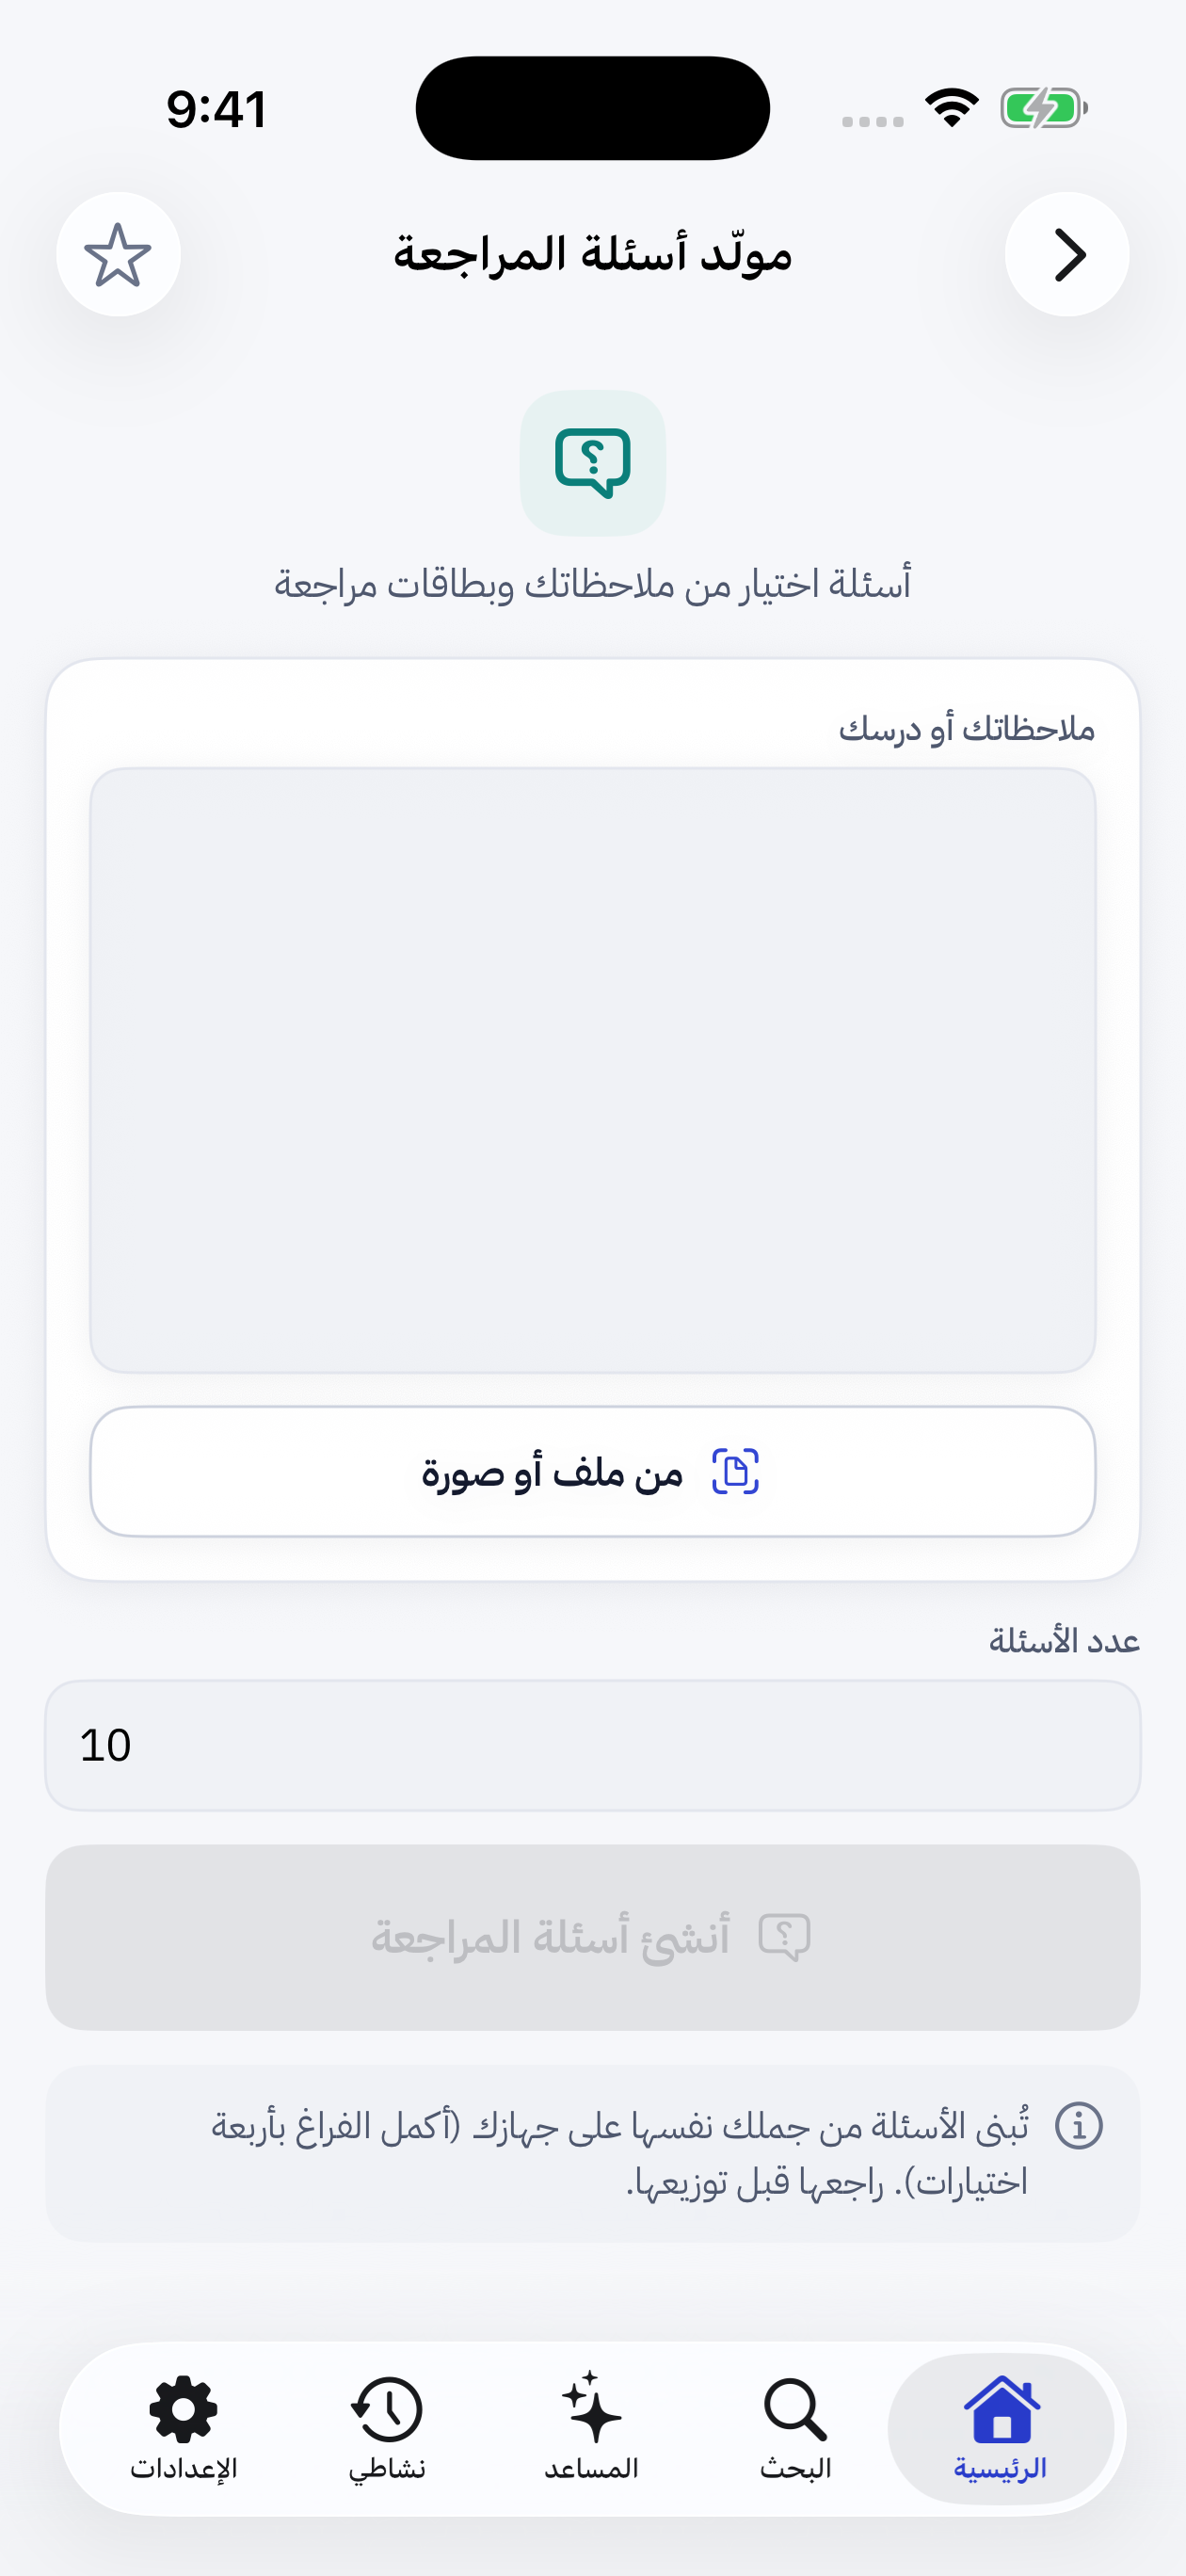 9:41
مولّد أسئلة المراجعة
أسئلة اختيار من ملاحظاتك وبطاقات مراجعة
ملاحظاتك أو درسك
من ملف أو صورة
عدد الأسئلة
10
أنشئ أسئلة المراجعة
تُبنى الأسئلة من جملك نفسها على جهازك (أكمل الفراغ بأربعة
اختيارات). راجعها قبل توزيعها.
الرئيسية
البحث
المساعد
نشاطي
الإعدادات